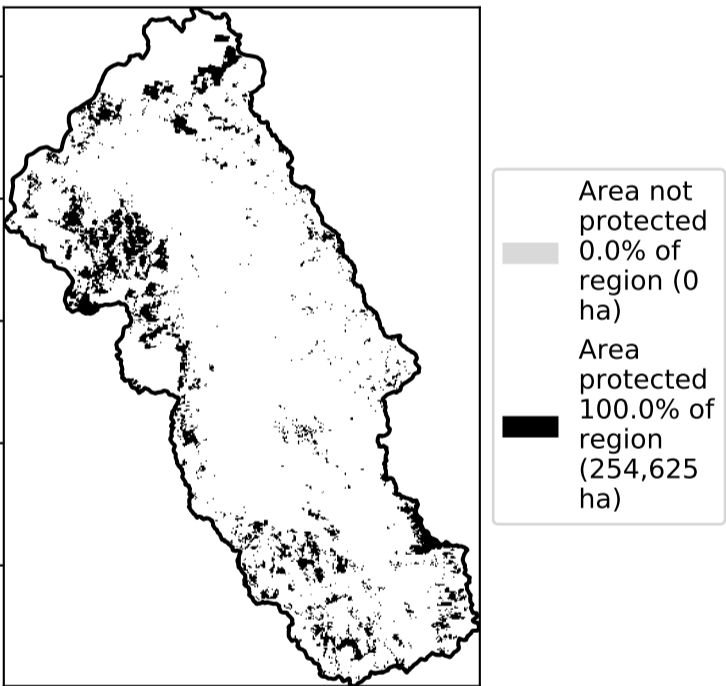 Area not
protected
0.0% of
region (0
ha)
Area
protected
100.0% of
region
(254,625
ha)